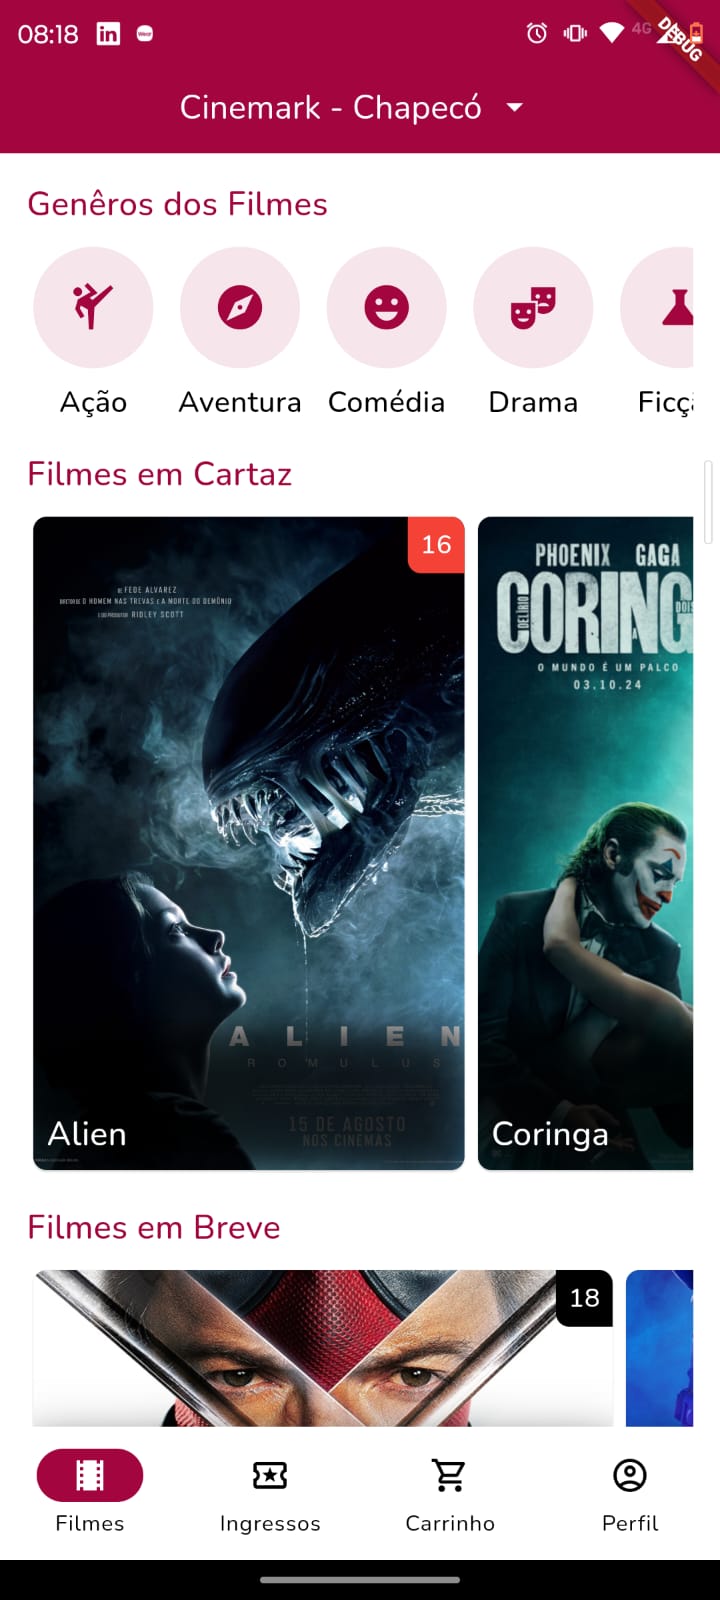 08:18
4G
DEBUG
Cinemark - Chapecó
Genêros dos Filmes
Ação
Aventura
Comédia
Drama
Ficçã
Filmes em Cartaz
16
DE FEDE ALVAREZ
DIRETOR DE O HOMEM NAS TREVAS E A MORTE DO DEMÔNIO
E DO PRODUTOR RIDLEY SCOTT
ALIEN
ROMULUS
15 DE AGOSTO
NOS CINEMAS
Alien
PHOENIX GAGA
CORING
DELÍRIO
A
DOIS
O MUNDO É UM PALCO
03.10.24
Coringa
Filmes em Breve
18
Filmes
Ingressos
Carrinho
Perfil